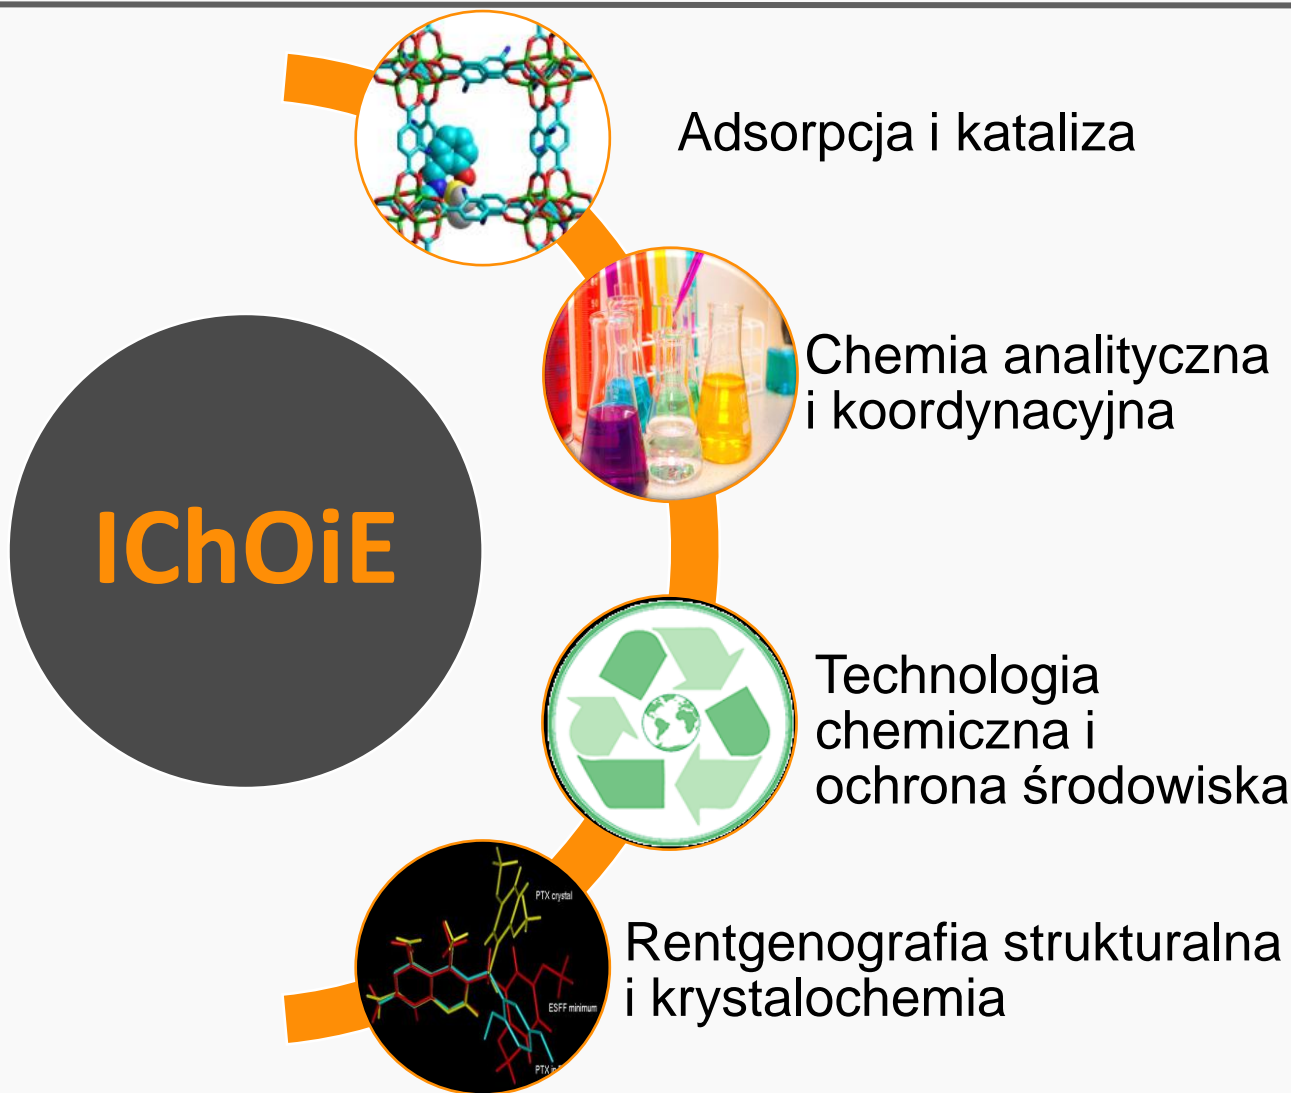 Adsorpcja i kataliza
Chemia analityczna
i koordynacyjna
IChOiE
Technologia
chemiczna i
ochrona środowiska
PTX crystal
ESFF minimum
Rentgenografia strukturalna
i krystalochemia